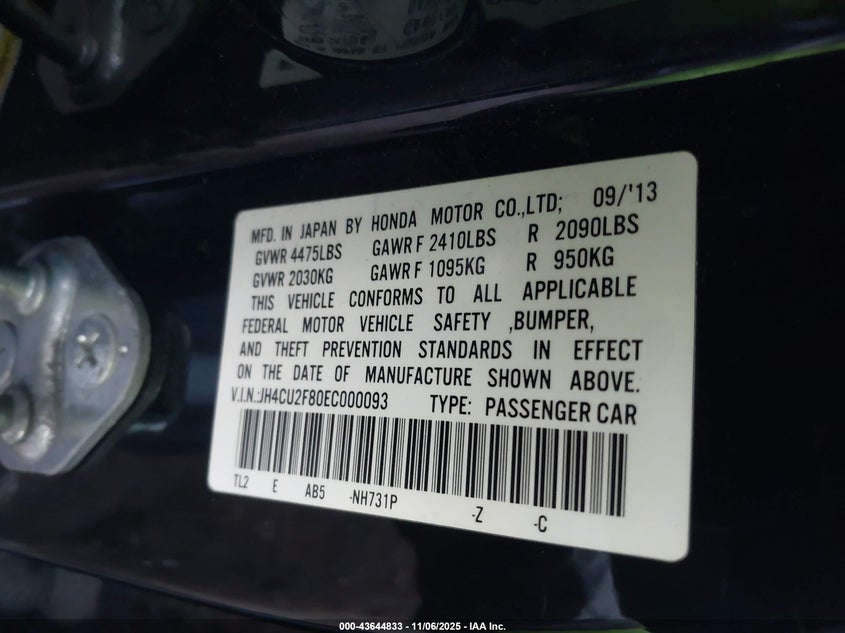 MFD. IN JAPAN BY HONDA MOTOR CO.,LTD; 09/'13
GVWR 4475LBS GAWR F 2410LBS R 2090LBS
GVWR 2030KG GAWR F 1095KG R 950KG
THIS VEHICLE CONFORMS TO ALL APPLICABLE
FEDERAL MOTOR VEHICLE SAFETY ,BUMPER,
AND THEFT PREVENTION STANDARDS IN EFFECT
ON THE DATE OF MANUFACTURE SHOWN ABOVE.
V.I.N.:JH4CU2F80EC000093 TYPE: PASSENGER CAR
TL2 E AB5 -NH731P -Z -C
000-43644833 - 11/06/2025 - IAA Inc.